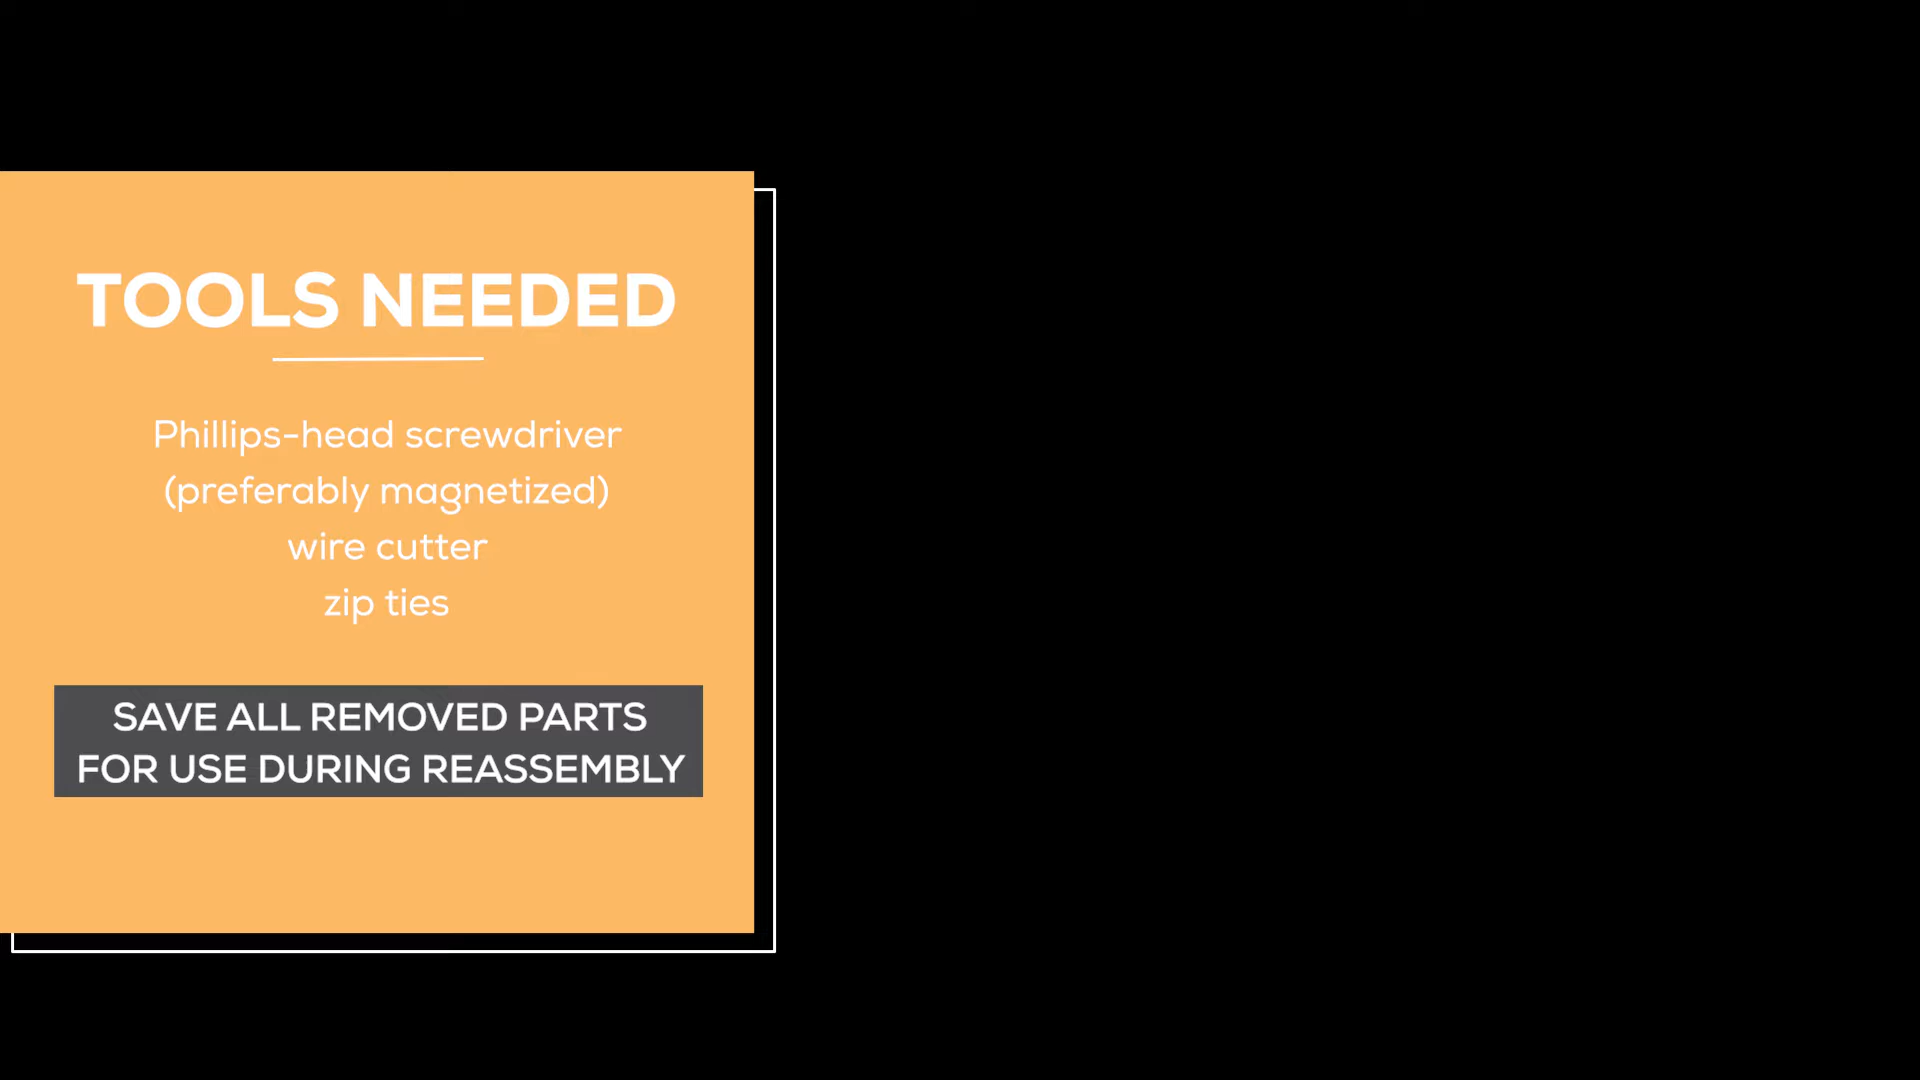 TOOLS NEEDED
Phillips-head screwdriver
(preferably magnetized)
wire cutter
zip ties
SAVE ALL REMOVED PARTS
FOR USE DURING REASSEMBLY